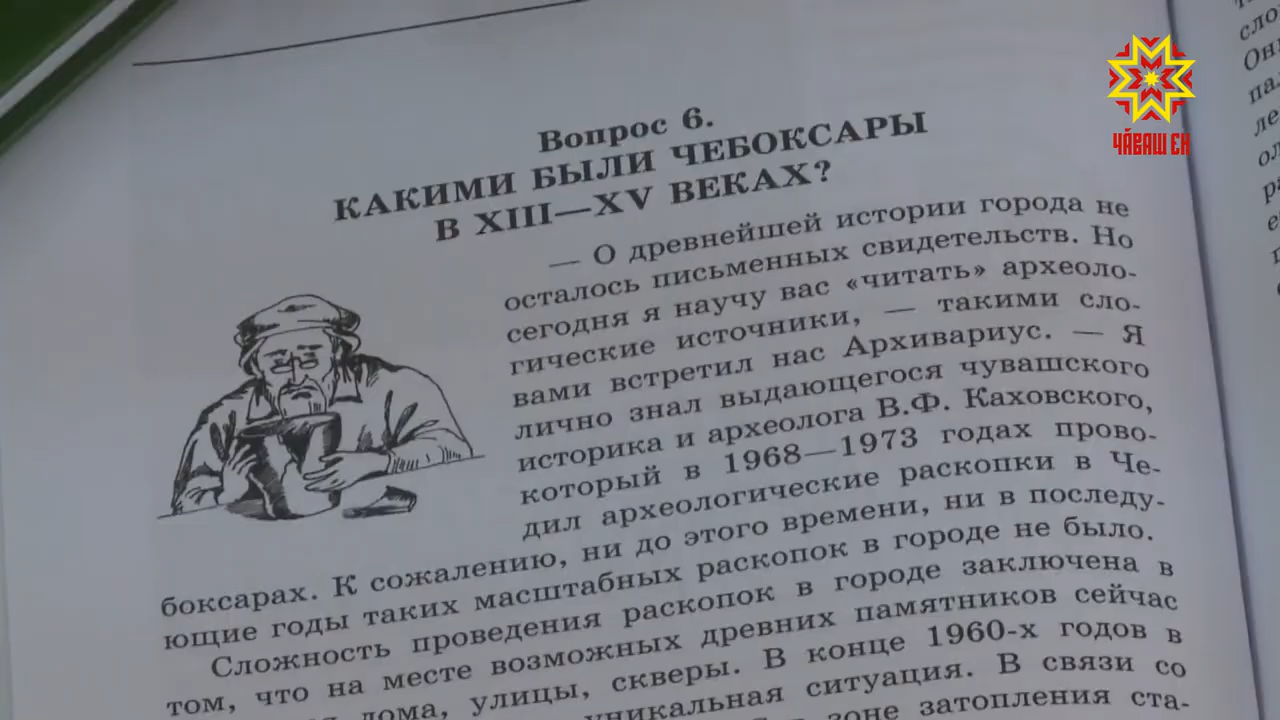 ЧӐВАШ ЕН
Вопрос 6.
КАКИМИ БЫЛИ ЧЕБОКСАРЫ
В XIII—XV ВЕКАХ?
— О древнейшей истории города не
осталось письменных свидетельств. Но
сегодня я научу вас «читать» археоло-
гические источники, — такими сло-
вами встретил нас Архивариус. — Я
лично знал выдающегося чувашского
историка и археолога В.Ф. Каховского,
который в 1968—1973 годах прово-
дил археологические раскопки в Че-
боксарах. К сожалению, ни до этого времени, ни в последу-
ющие годы таких масштабных раскопок в городе не было.
Сложность проведения раскопок в городе заключена в
том, что на месте возможных древних памятников сейчас
дома, улицы, скверы. В конце 1960-х годов в
уникальная ситуация. В связи со
зоне затопления ста-